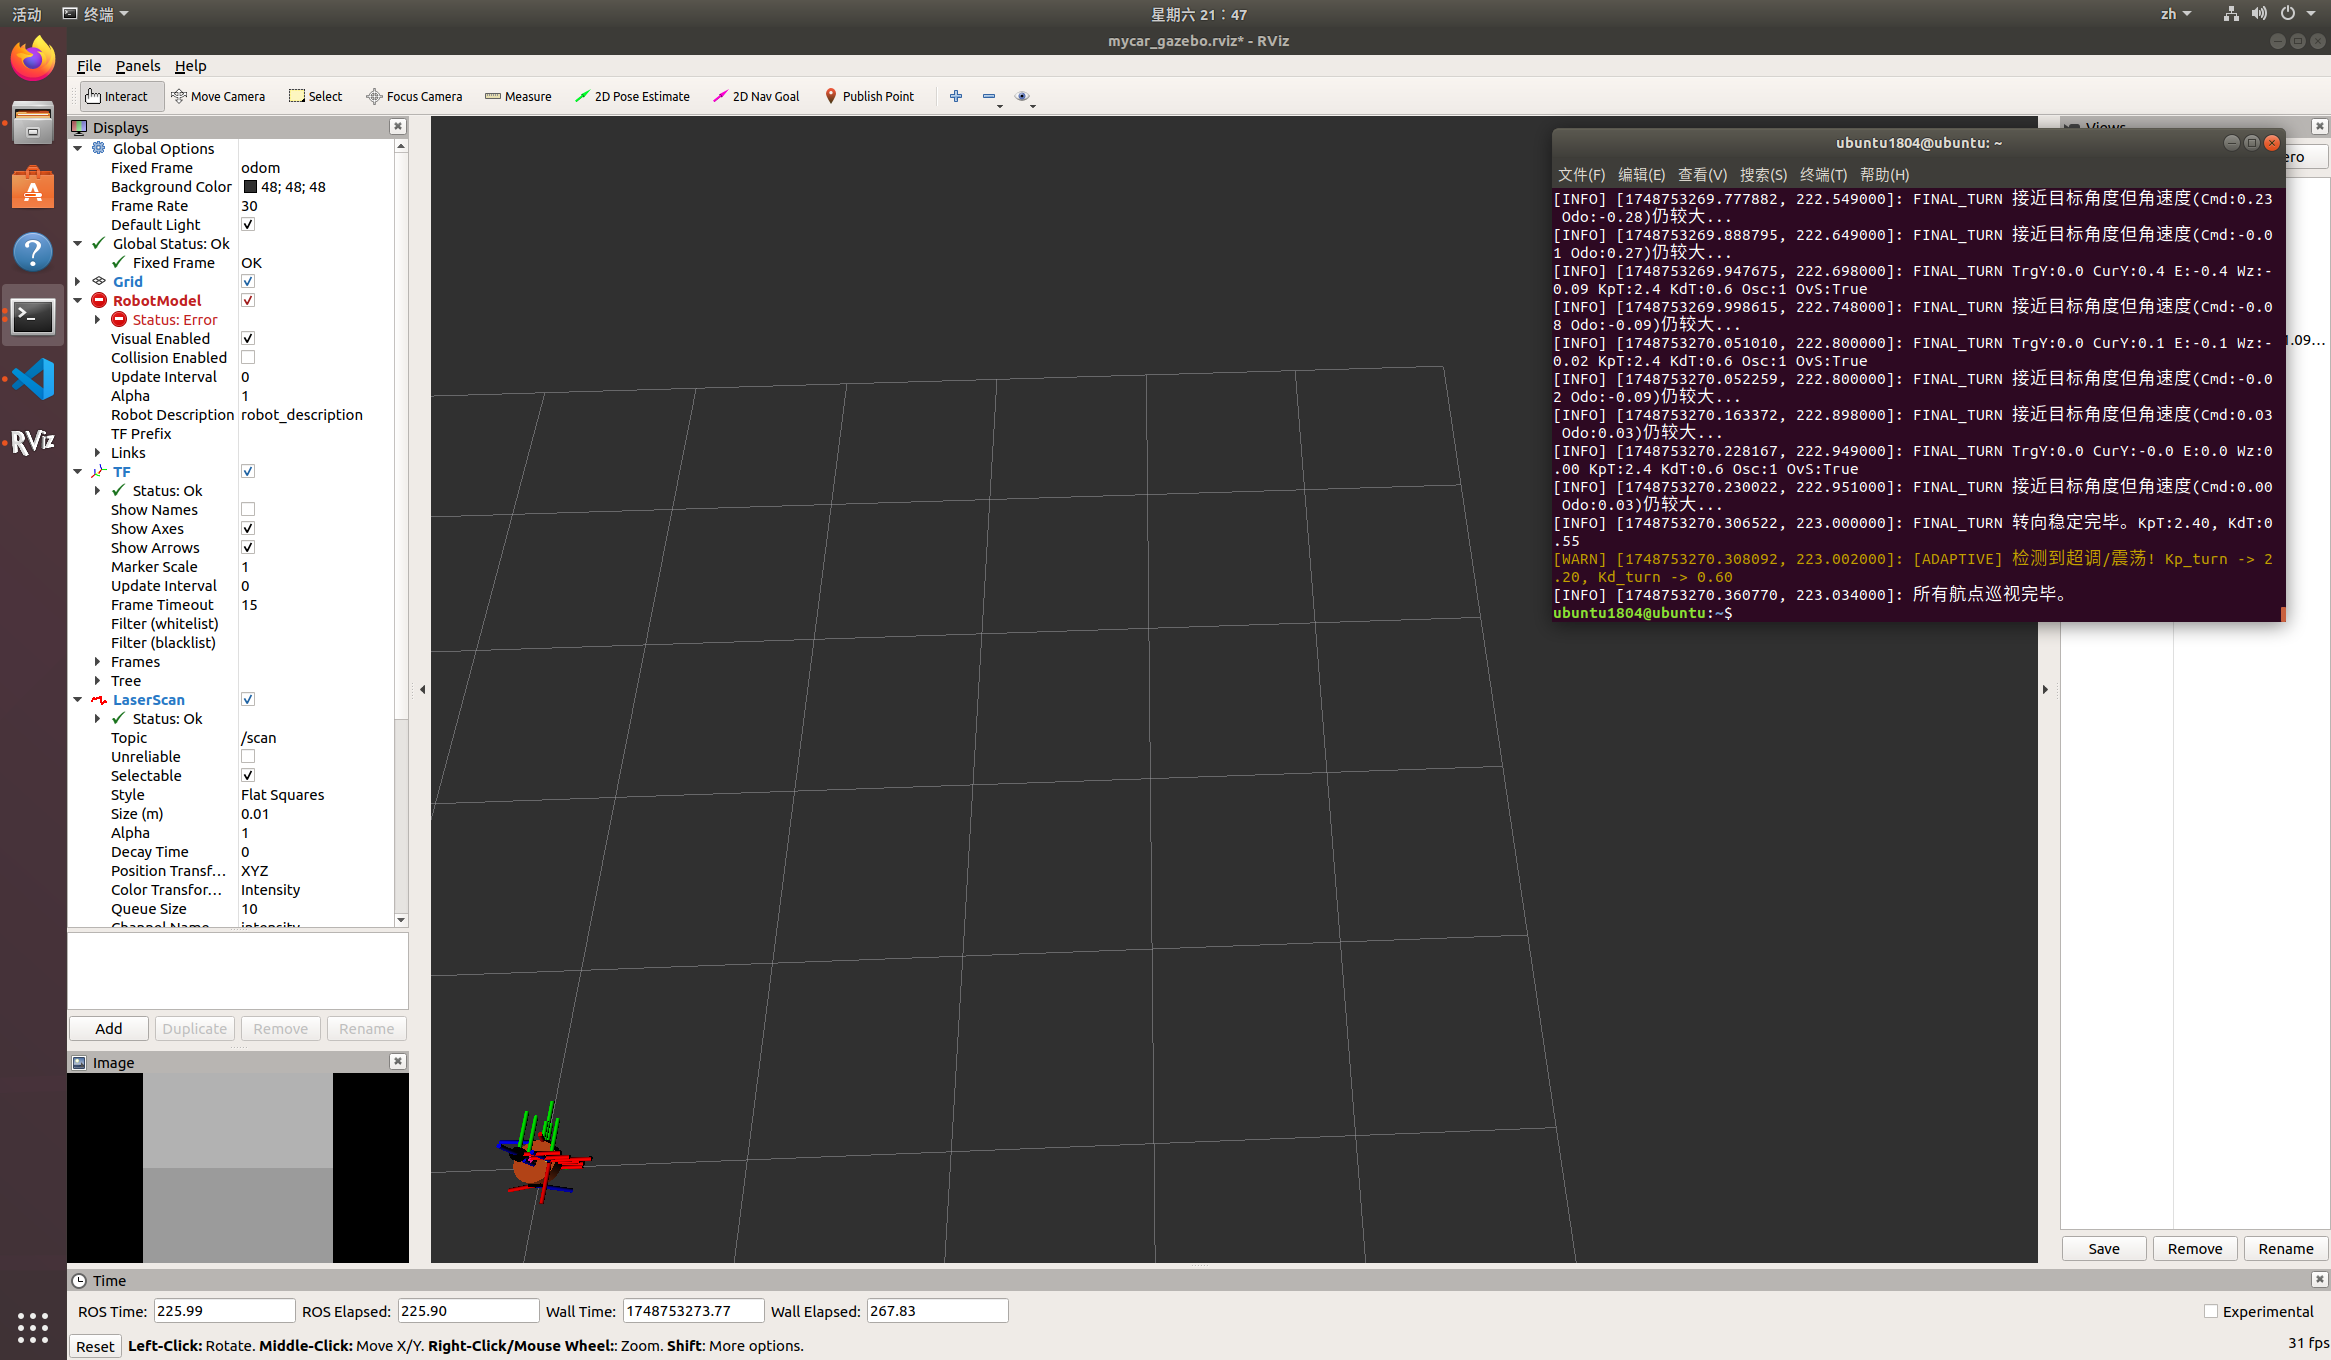 活动 终端 星期六 21：47 zh
mycar_gazebo.rviz* - RViz
File Panels Help
Interact Move Camera Select Focus Camera Measure 2D Pose Estimate 2D Nav Goal Publish Point
Displays
Global Options
Fixed Frame odom
Background Color 48; 48; 48
Frame Rate 30
Default Light
Global Status: Ok
Fixed Frame OK
Grid
RobotModel
Status: Error
Visual Enabled
Collision Enabled
Update Interval 0
Alpha 1
Robot Description robot_description
TF Prefix
Links
TF
Status: Ok
Show Names
Show Axes
Show Arrows
Marker Scale 1
Update Interval 0
Frame Timeout 15
Filter (whitelist)
Filter (blacklist)
Frames
Tree
LaserScan
Status: Ok
Topic /scan
Unreliable
Selectable
Style Flat Squares
Size (m) 0.01
Alpha 1
Decay Time 0
Position Transf... XYZ
Color Transfor... Intensity
Queue Size 10
Channel Name intensity
Add Duplicate Remove Rename
Image
RViz
ubuntu1804@ubuntu: ~
文件(F) 编辑(E) 查看(V) 搜索(S) 终端(T) 帮助(H)
[INFO] [1748753269.777882, 222.549000]: FINAL_TURN 接近目标角度但角速度(Cmd:0.23
Odo:-0.28)仍较大...
[INFO] [1748753269.888795, 222.649000]: FINAL_TURN 接近目标角度但角速度(Cmd:-0.0
1 Odo:0.27)仍较大...
[INFO] [1748753269.947675, 222.698000]: FINAL_TURN TrgY:0.0 CurY:0.4 E:-0.4 Wz:-
0.09 KpT:2.4 KdT:0.6 Osc:1 OvS:True
[INFO] [1748753269.998615, 222.748000]: FINAL_TURN 接近目标角度但角速度(Cmd:-0.0
8 Odo:-0.09)仍较大...
[INFO] [1748753270.051010, 222.800000]: FINAL_TURN TrgY:0.0 CurY:0.1 E:-0.1 Wz:-
0.02 KpT:2.4 KdT:0.6 Osc:1 OvS:True
[INFO] [1748753270.052259, 222.800000]: FINAL_TURN 接近目标角度但角速度(Cmd:-0.0
2 Odo:-0.09)仍较大...
[INFO] [1748753270.163372, 222.898000]: FINAL_TURN 接近目标角度但角速度(Cmd:0.03
Odo:0.03)仍较大...
[INFO] [1748753270.228167, 222.949000]: FINAL_TURN TrgY:0.0 CurY:-0.0 E:0.0 Wz:0
.00 KpT:2.4 KdT:0.6 Osc:1 OvS:True
[INFO] [1748753270.230022, 222.951000]: FINAL_TURN 接近目标角度但角速度(Cmd:0.00
Odo:0.03)仍较大...
[INFO] [1748753270.306522, 223.000000]: FINAL_TURN 转向稳定完毕。KpT:2.40, KdT:0
.55
[WARN] [1748753270.308092, 223.002000]: [ADAPTIVE] 检测到超调/震荡! Kp_turn -> 2
.20, Kd_turn -> 0.60
[INFO] [1748753270.360770, 223.034000]: 所有航点巡视完毕。
ubuntu1804@ubuntu:~$
Views
ero
1.09...
Save Remove Rename
Time
ROS Time: 225.99 ROS Elapsed: 225.90 Wall Time: 1748753273.77 Wall Elapsed: 267.83 Experimental
Reset Left-Click: Rotate. Middle-Click: Move X/Y. Right-Click/Mouse Wheel:: Zoom. Shift: More options. 31 fps